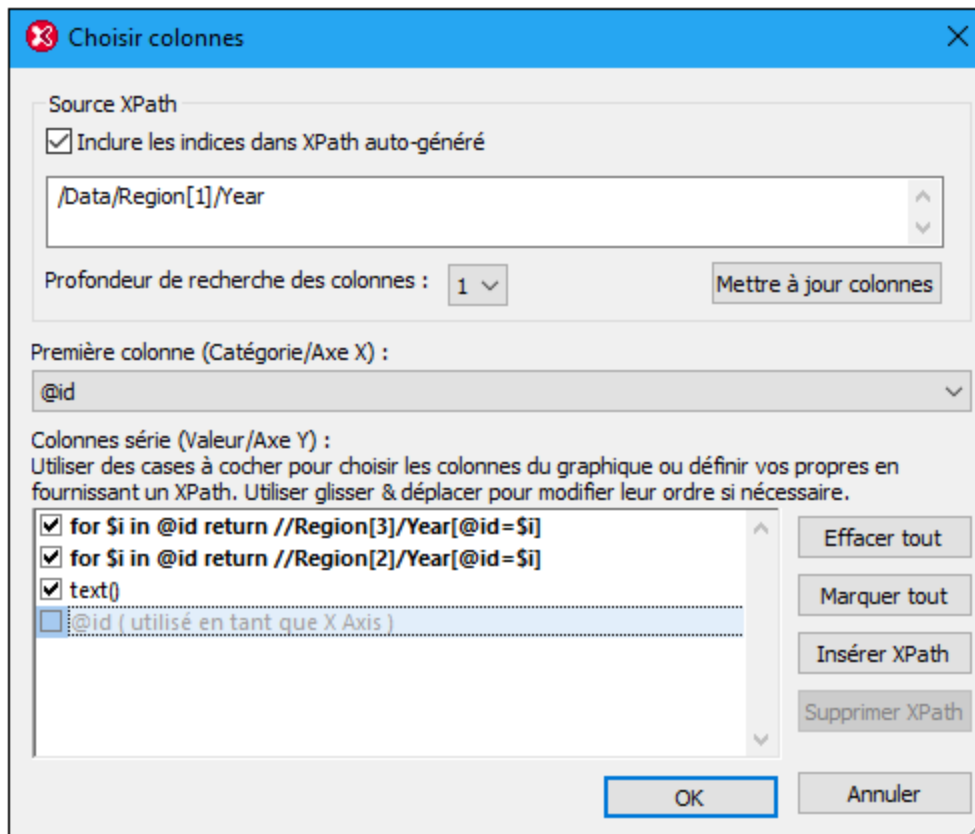 Choisir colonnes
Source XPath
Inclure les indices dans XPath auto-généré
/Data/Region[1]/Year
Profondeur de recherche des colonnes :
1
Mettre à jour colonnes
Première colonne (Catégorie/Axe X) :
@id
Colonnes série (Valeur/Axe Y) :
Utiliser des cases à cocher pour choisir les colonnes du graphique ou définir vos propres en
fournissant un XPath. Utiliser glisser & déplacer pour modifier leur ordre si nécessaire.
for $i in @id return //Region[3]/Year[@id=$i]
for $i in @id return //Region[2]/Year[@id=$i]
text()
@id ( utilisé en tant que X Axis )
Effacer tout
Marquer tout
Insérer XPath
Supprimer XPath
OK
Annuler